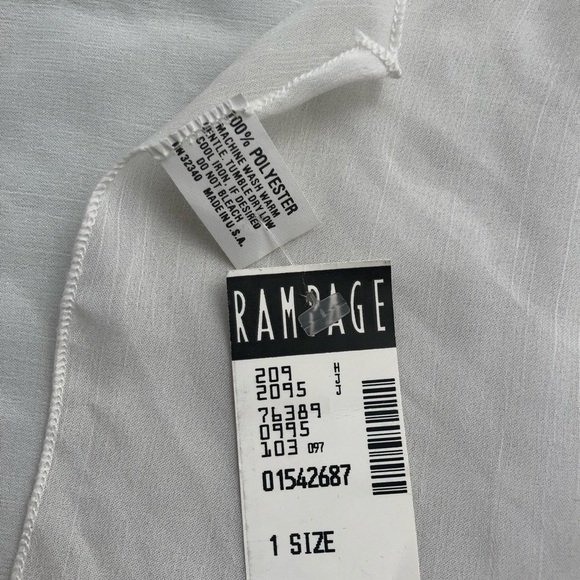 100% POLYESTER
MACHINE WASH WARM
GENTLE, TUMBLE DRY LOW
COOL IRON, IF DESIRED
DO NOT BLEACH
MADE IN U.S.A.
RN 32340
RAMPAGE
209 H
2095 J
J
76389
0995
103 097
01542687
1 SIZE